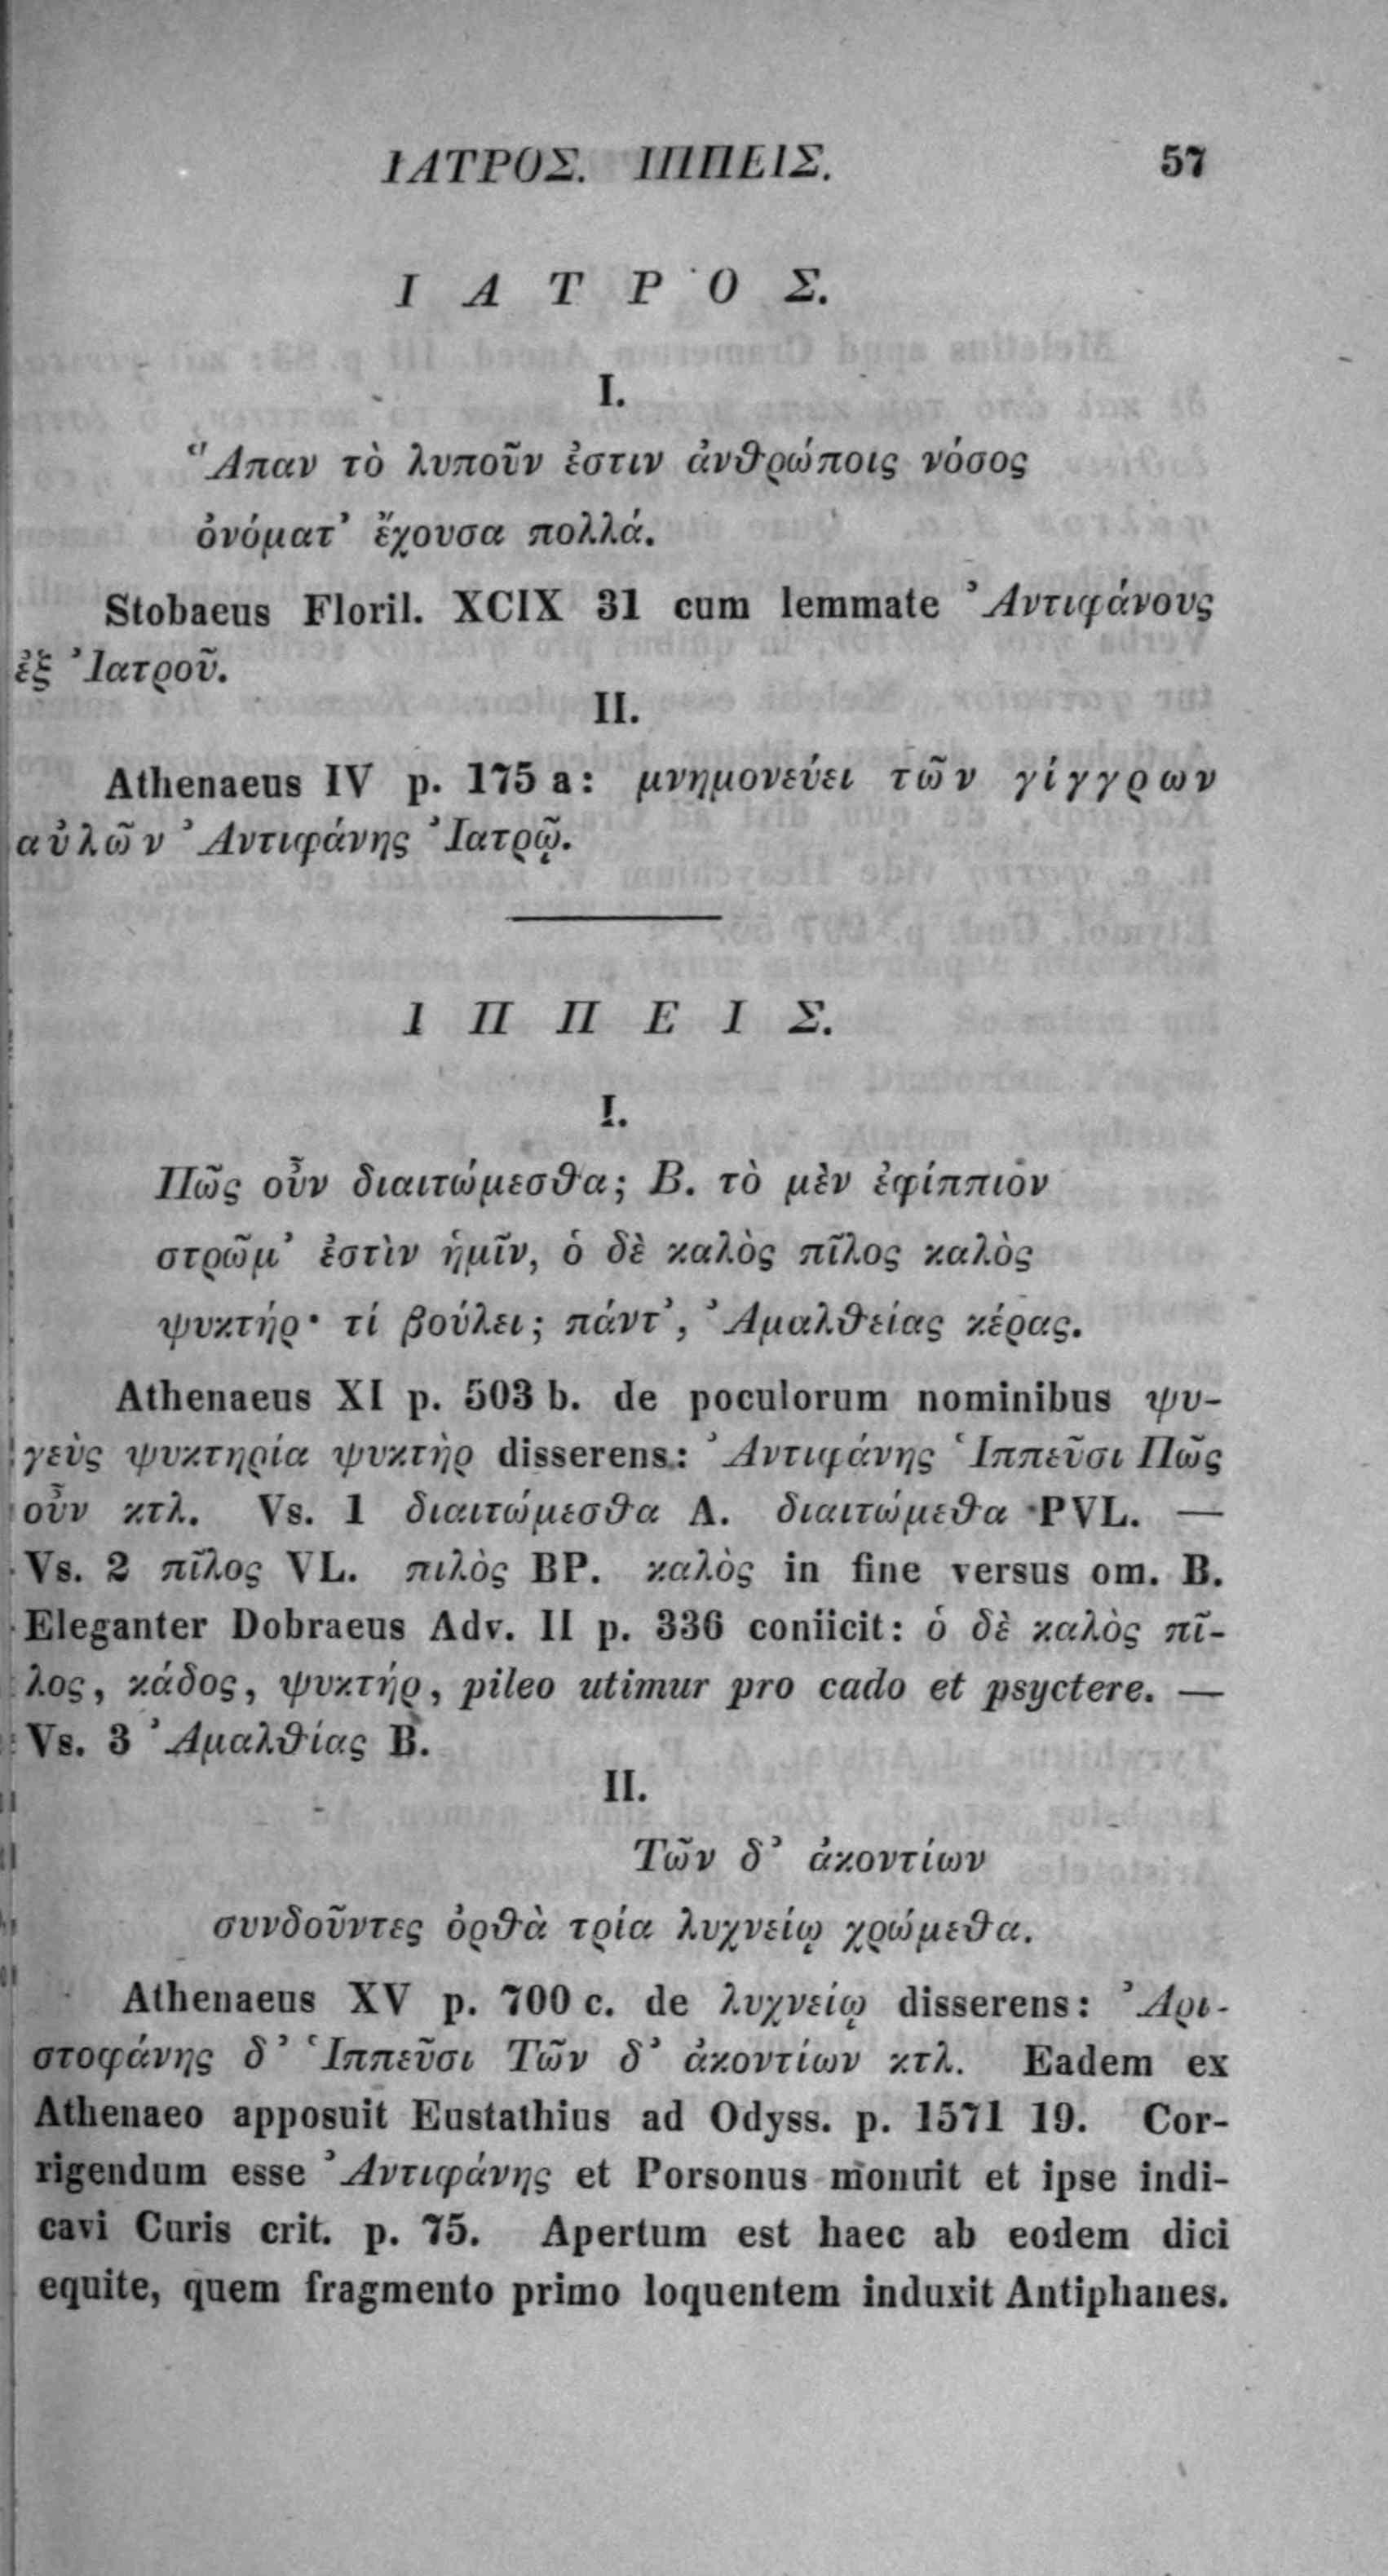 ΙΑΤΡΟΣ. ΙΠΠΕΙΣ. 57
ΙΑΤΡΟΣ.
I.
Ἅπαν τὸ λυποῦν ἐστιν ἀνθρώποις νόσος
ὀνόματ’ ἔχουσα πολλά.
Stobaeus Floril. XCIX 31 cum lemmate Ἀντιφάνους
ἐξ Ἰατροῦ.
II.
Athenaeus IV p. 175 a: μνημονεύει τῶν γίγγρων
αὐλῶν Ἀντιφάνης Ἰατρῷ.
ΙΠΠΕΙΣ.
I.
Πῶς οὖν διαιτώμεσθα; Β. τὸ μὲν ἐφίππιον
στρῶμ’ ἐστὶν ἡμῖν, ὁ δὲ καλὸς πῖλος καλὸς
ψυκτήρ· τί βούλει; πάντ’, Ἀμαλθείας κέρας.
Athenaeus XI p. 503 b. de poculorum nominibus ψυ-
γεὺς ψυκτηρία ψυκτὴρ disserens: Ἀντιφάνης Ἱππεῦσι Πῶς
οὖν κτλ. Vs. 1 διαιτώμεσθα A. διαιτώμεθα PVL. —
Vs. 2 πῖλος VL. πιλὸς BP. καλὸς in fine versus om. B.
Eleganter Dobraeus Adv. II p. 336 coniicit: ὁ δὲ καλὸς πῖ-
λος, κάδος, ψυκτήρ, pileo utimur pro cado et psyctere. —
Vs. 3 Ἀμαλθίας B.
II.
Τῶν δ’ ἀκοντίων
συνδοῦντες ὀρθὰ τρία λυχνείῳ χρώμεθα.
Athenaeus XV p. 700 c. de λυχνείῳ disserens: Ἀρι-
στοφάνης δ’ Ἱππεῦσι Τῶν δ’ ἀκοντίων κτλ. Eadem ex
Athenaeo apposuit Eustathius ad Odyss. p. 1571 19. Cor-
rigendum esse Ἀντιφάνης et Porsonus monuit et ipse indi-
cavi Curis crit. p. 75. Apertum est haec ab eodem dici
equite, quem fragmento primo loquentem induxit Antiphanes.